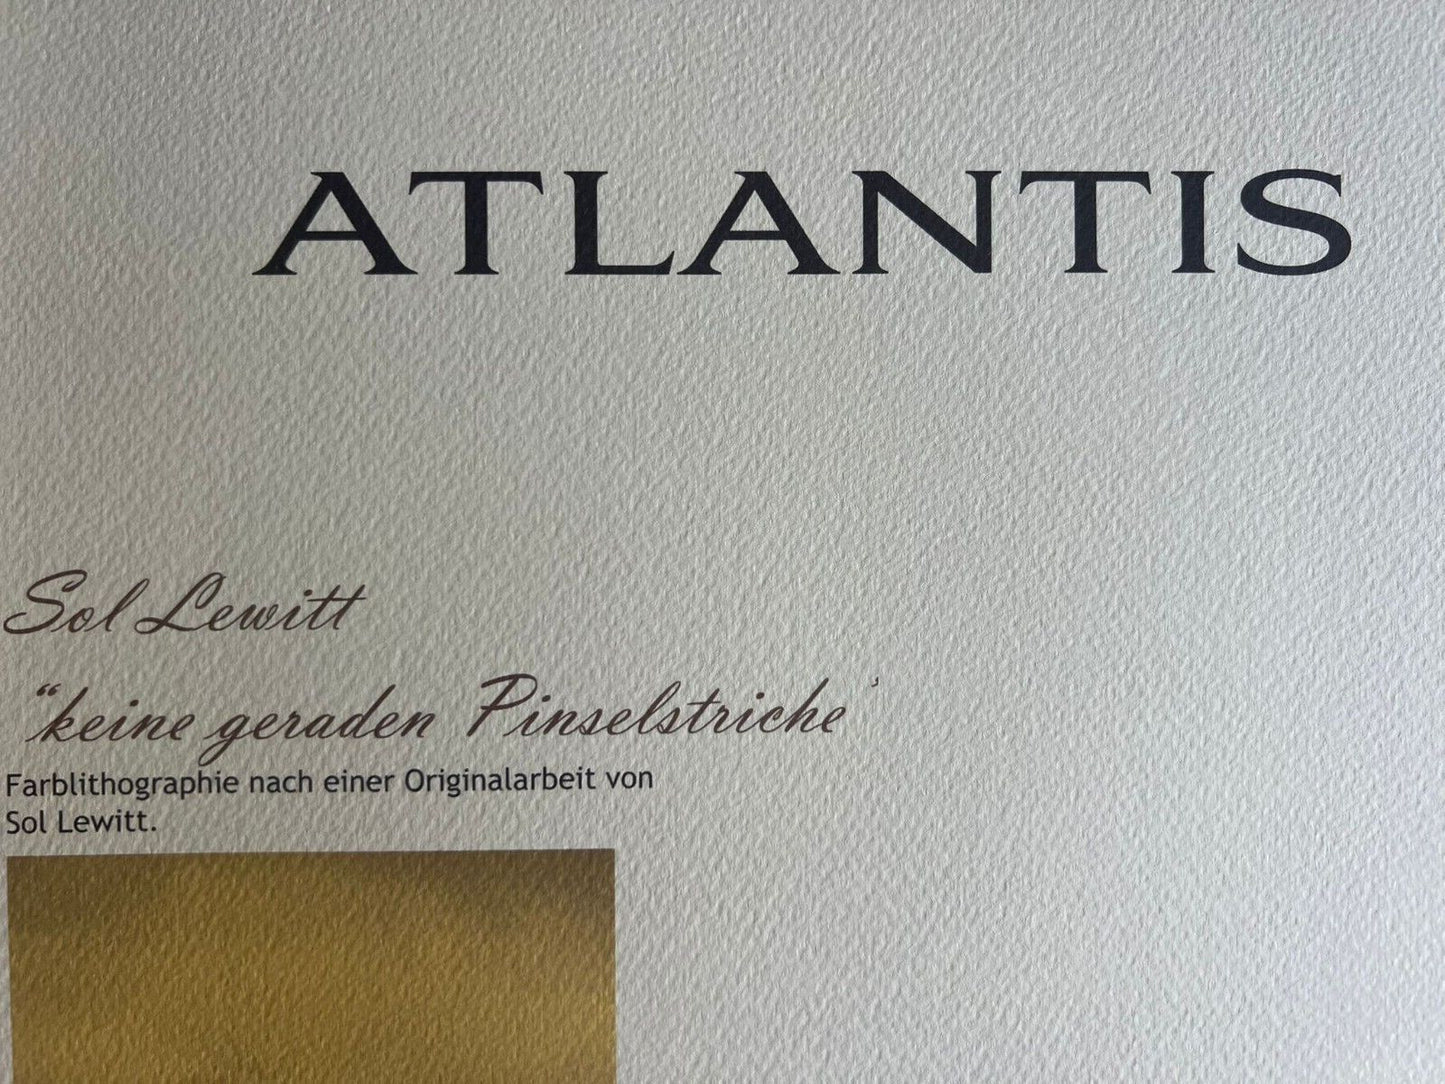 ATLANTIS
Sol Lewitt
“keine geraden Pinselstriche’
Farblithographie nach einer Originalarbeit von
Sol Lewitt.